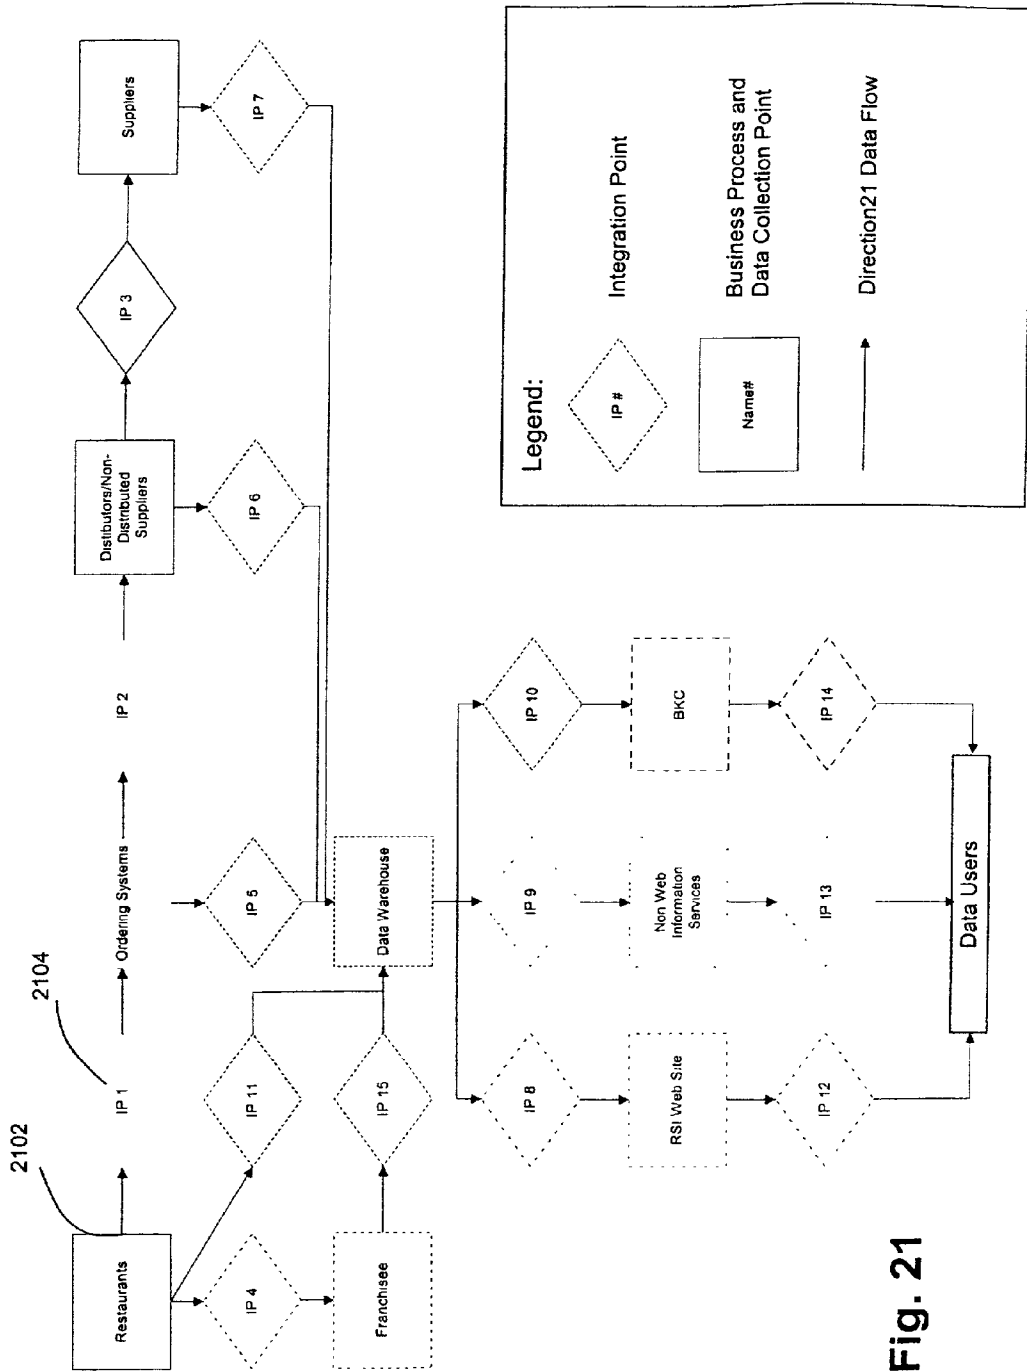 2102
2104
Restaurants
IP 1
Ordering Systems
IP 2
Distibutors/Non-
Distributed
Suppliers
IP 3
Suppliers
IP 4
IP 11
IP 5
IP 6
IP 7
Franchisee
IP 15
Data Warehouse
IP 8
IP 9
IP 10
RSI Web Site
Non Web
Information
Services
BKC
IP 12
IP 13
IP 14
Data Users
Legend:
IP #
Integration Point
Name#
Business Process and
Data Collection Point
Direction21 Data Flow
Fig. 21